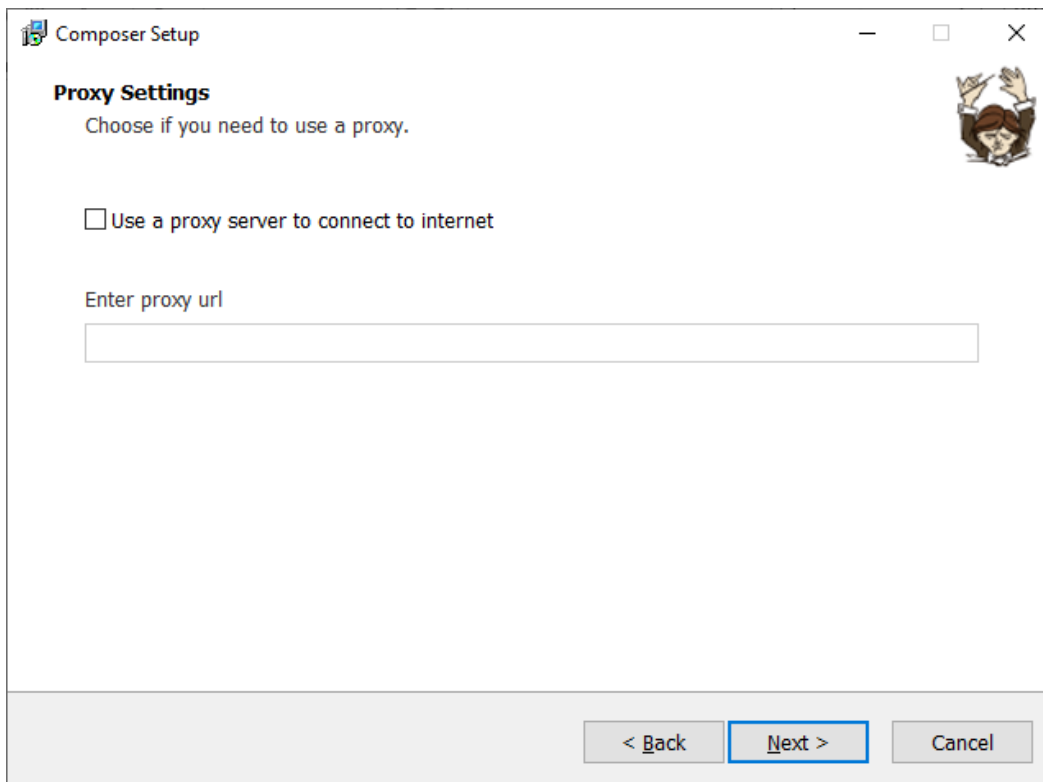 Composer Setup
Proxy Settings
Choose if you need to use a proxy.
Use a proxy server to connect to internet
Enter proxy url
< Back
Next >
Cancel